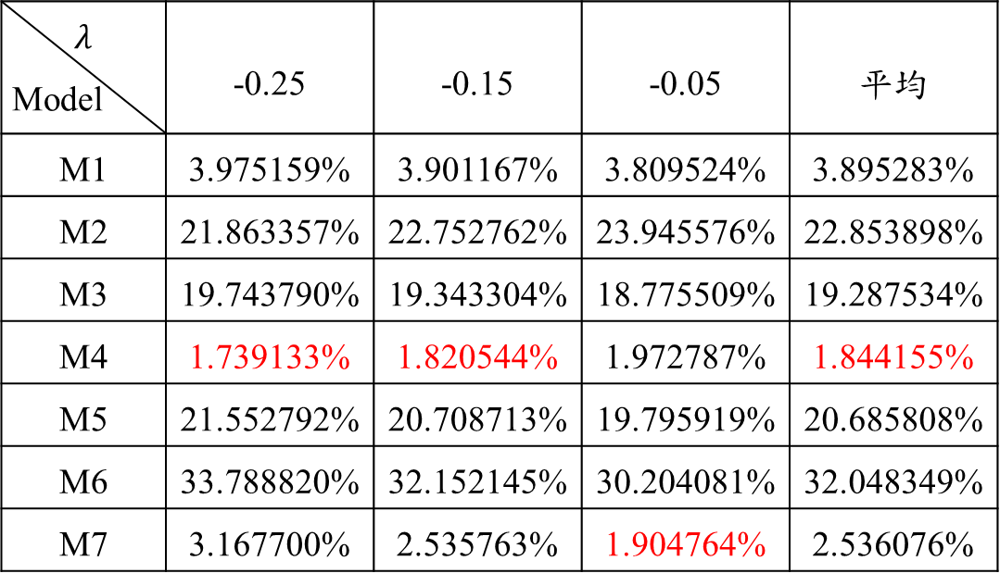 λ
Model -0.25 -0.15 -0.05 平均
M1 3.975159% 3.901167% 3.809524% 3.895283%
M2 21.863357% 22.752762% 23.945576% 22.853898%
M3 19.743790% 19.343304% 18.775509% 19.287534%
M4 1.739133% 1.820544% 1.972787% 1.844155%
M5 21.552792% 20.708713% 19.795919% 20.685808%
M6 33.788820% 32.152145% 30.204081% 32.048349%
M7 3.167700% 2.535763% 1.904764% 2.536076%